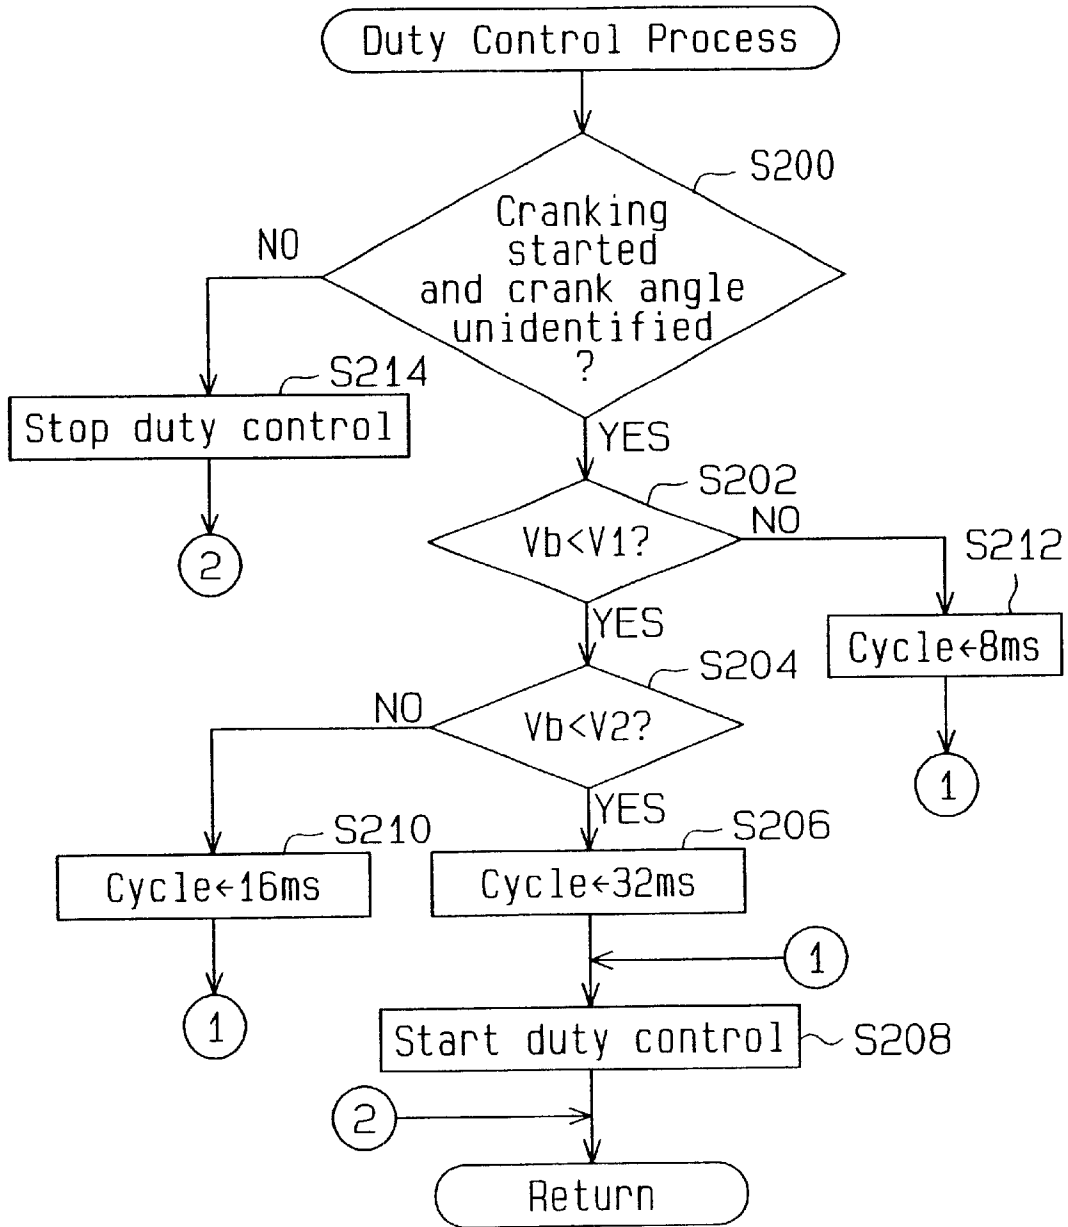 Duty Control Process
S200
Cranking
started
and crank angle
unidentified
?
NO
S214
Stop duty control
2
YES
S202
Vb<V1?
NO
S212
Cycle←8ms
1
YES
S204
Vb<V2?
NO
S210
Cycle←16ms
1
YES
S206
Cycle←32ms
1
Start duty control
S208
2
Return